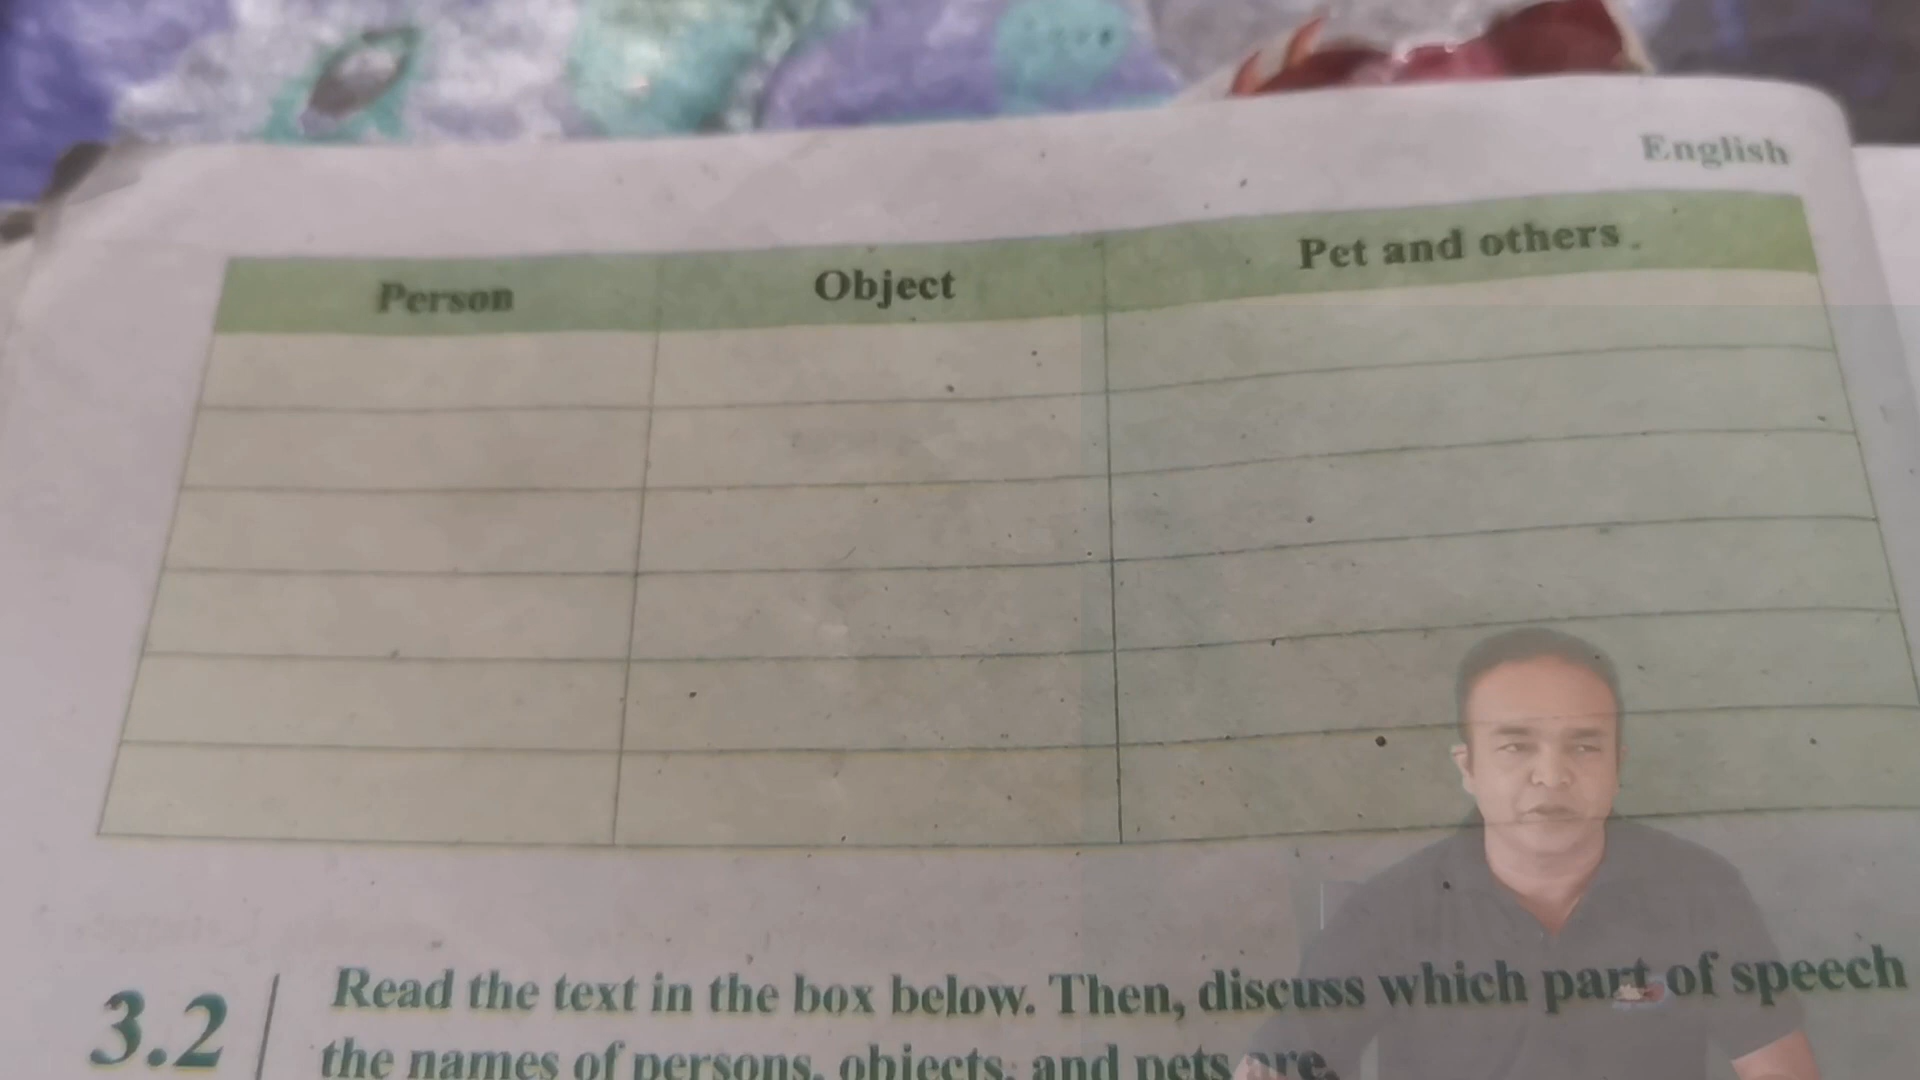 English
Person Object Pet and others
3.2 Read the text in the box below. Then, discuss which part of speech
the names of persons, objects, and pets are.